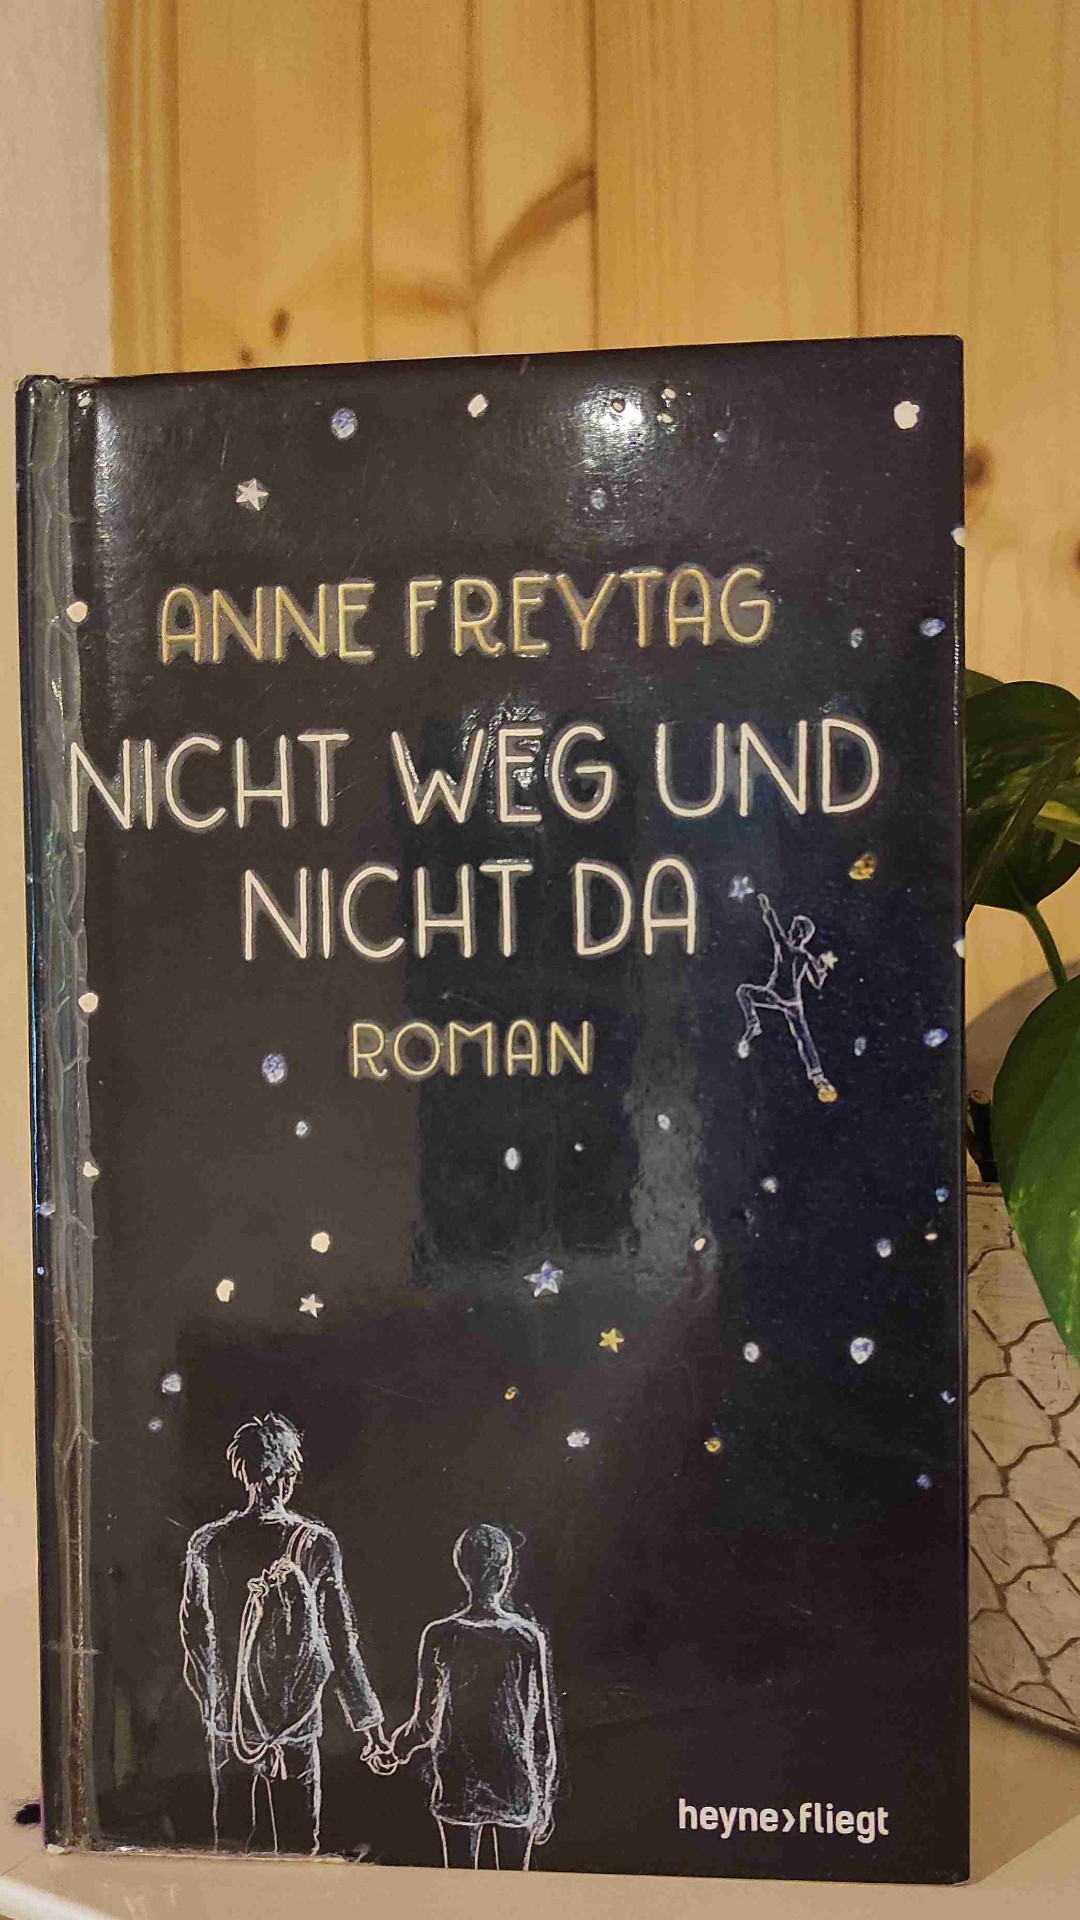 ANNE FREYTAG
NICHT WEG UND
NICHT DA
ROMAN
heyne>fliegt